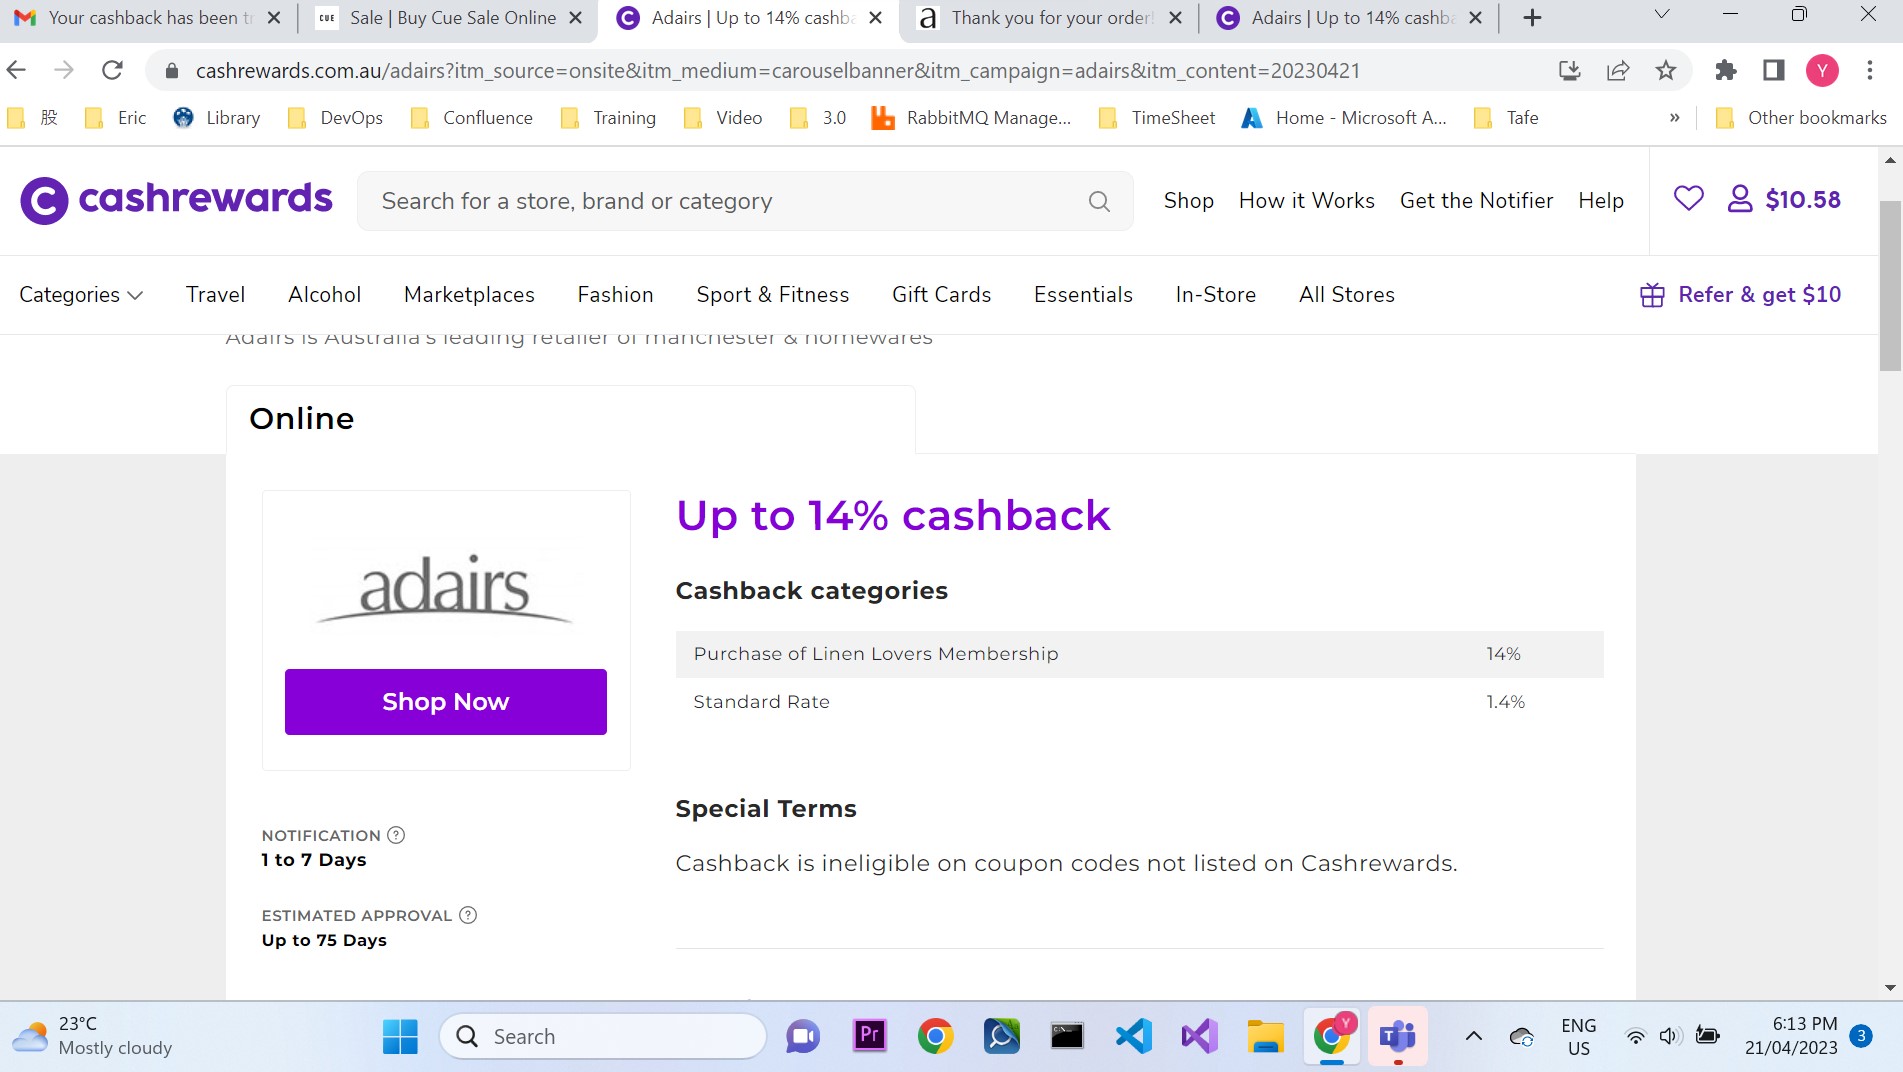 Your cashback has been tr
CUE
Sale | Buy Cue Sale Online
Adairs | Up to 14% cashba
a
Thank you for your order!
Adairs | Up to 14% cashba
cashrewards.com.au/adairs?itm_source=onsite&itm_medium=carouselbanner&itm_campaign=adairs&itm_content=20230421
Y
股
Eric
Library
DevOps
Confluence
Training
Video
3.0
RabbitMQ Manage...
TimeSheet
Home - Microsoft A...
Tafe
»
Other bookmarks
cashrewards
Search for a store, brand or category
Shop
How it Works
Get the Notifier
Help
$10.58
Categories
Travel
Alcohol
Marketplaces
Fashion
Sport & Fitness
Gift Cards
Essentials
In-Store
All Stores
Refer & get $10
Adairs is Australia's leading retailer of manchester & homewares
Online
adairs
Shop Now
Up to 14% cashback
Cashback categories
Purchase of Linen Lovers Membership 14%
Standard Rate 1.4%
Special Terms
Cashback is ineligible on coupon codes not listed on Cashrewards.
NOTIFICATION ?
1 to 7 Days
ESTIMATED APPROVAL ?
Up to 75 Days
23°C
Mostly cloudy
Search
Pr
Y
T
ENG
US
6:13 PM
21/04/2023
3